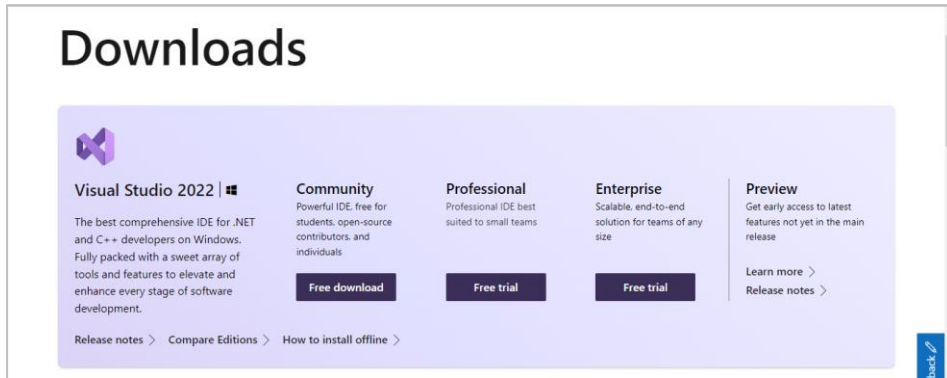 Downloads
Visual Studio 2022
The best comprehensive IDE for .NET
and C++ developers on Windows.
Fully packed with a sweet array of
tools and features to elevate and
enhance every stage of software
development.
Community
Powerful IDE, free for
students, open-source
contributors, and
individuals
Free download
Professional
Professional IDE best
suited to small teams
Free trial
Enterprise
Scalable, end-to-end
solution for teams of any
size
Free trial
Preview
Get early access to latest
features not yet in the main
release
Learn more
Release notes
Release notes
Compare Editions
How to install offline
back